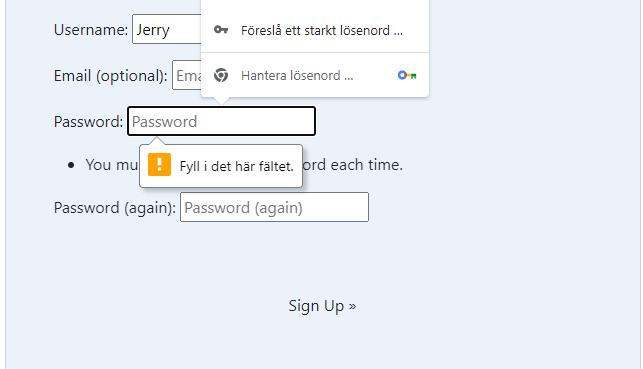 Username: Jerry
Föreslå ett starkt lösenord ...
Email (optional): Ema
Hantera lösenord ...
Password: Password
Fyll i det här fältet.
You mu ord each time.
Password (again): Password (again)
Sign Up »